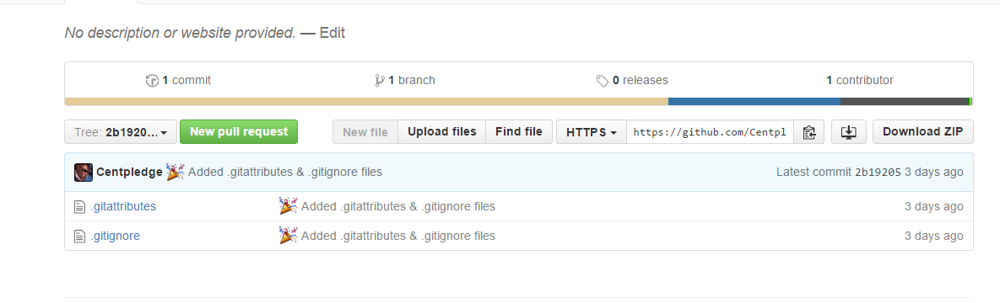 No description or website provided. — Edit
1 commit 1 branch 0 releases 1 contributor
Tree: 2b1920... New pull request New file Upload files Find file HTTPS https://github.com/Centpl Download ZIP
Centpledge Added .gitattributes & .gitignore files Latest commit 2b19205 3 days ago
.gitattributes Added .gitattributes & .gitignore files 3 days ago
.gitignore Added .gitattributes & .gitignore files 3 days ago